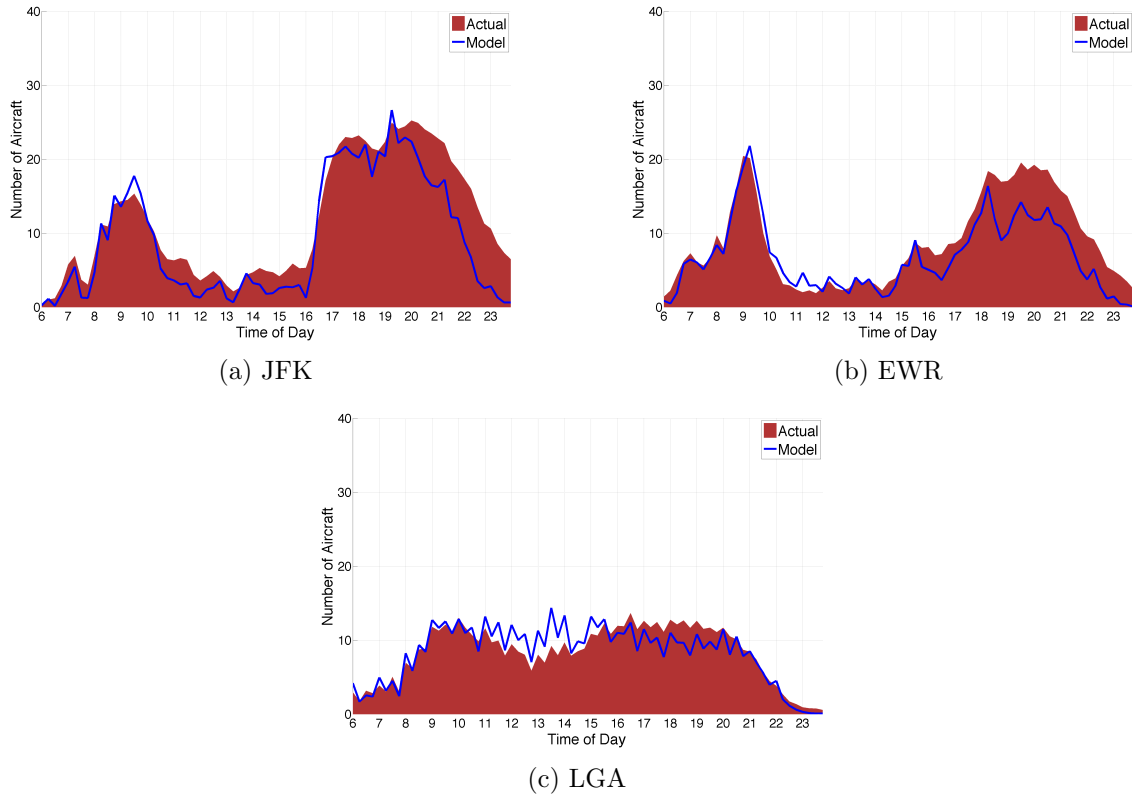 40
30
20
10
0
Number of Aircraft
Actual
Model
6 7 8 9 10 11 12 13 14 15 16 17 18 19 20 21 22 23
Time of Day
(a) JFK
40
30
20
10
0
Number of Aircraft
Actual
Model
6 7 8 9 10 11 12 13 14 15 16 17 18 19 20 21 22 23
Time of Day
(b) EWR
40
30
20
10
0
Number of Aircraft
Actual
Model
6 7 8 9 10 11 12 13 14 15 16 17 18 19 20 21 22 23
Time of Day
(c) LGA